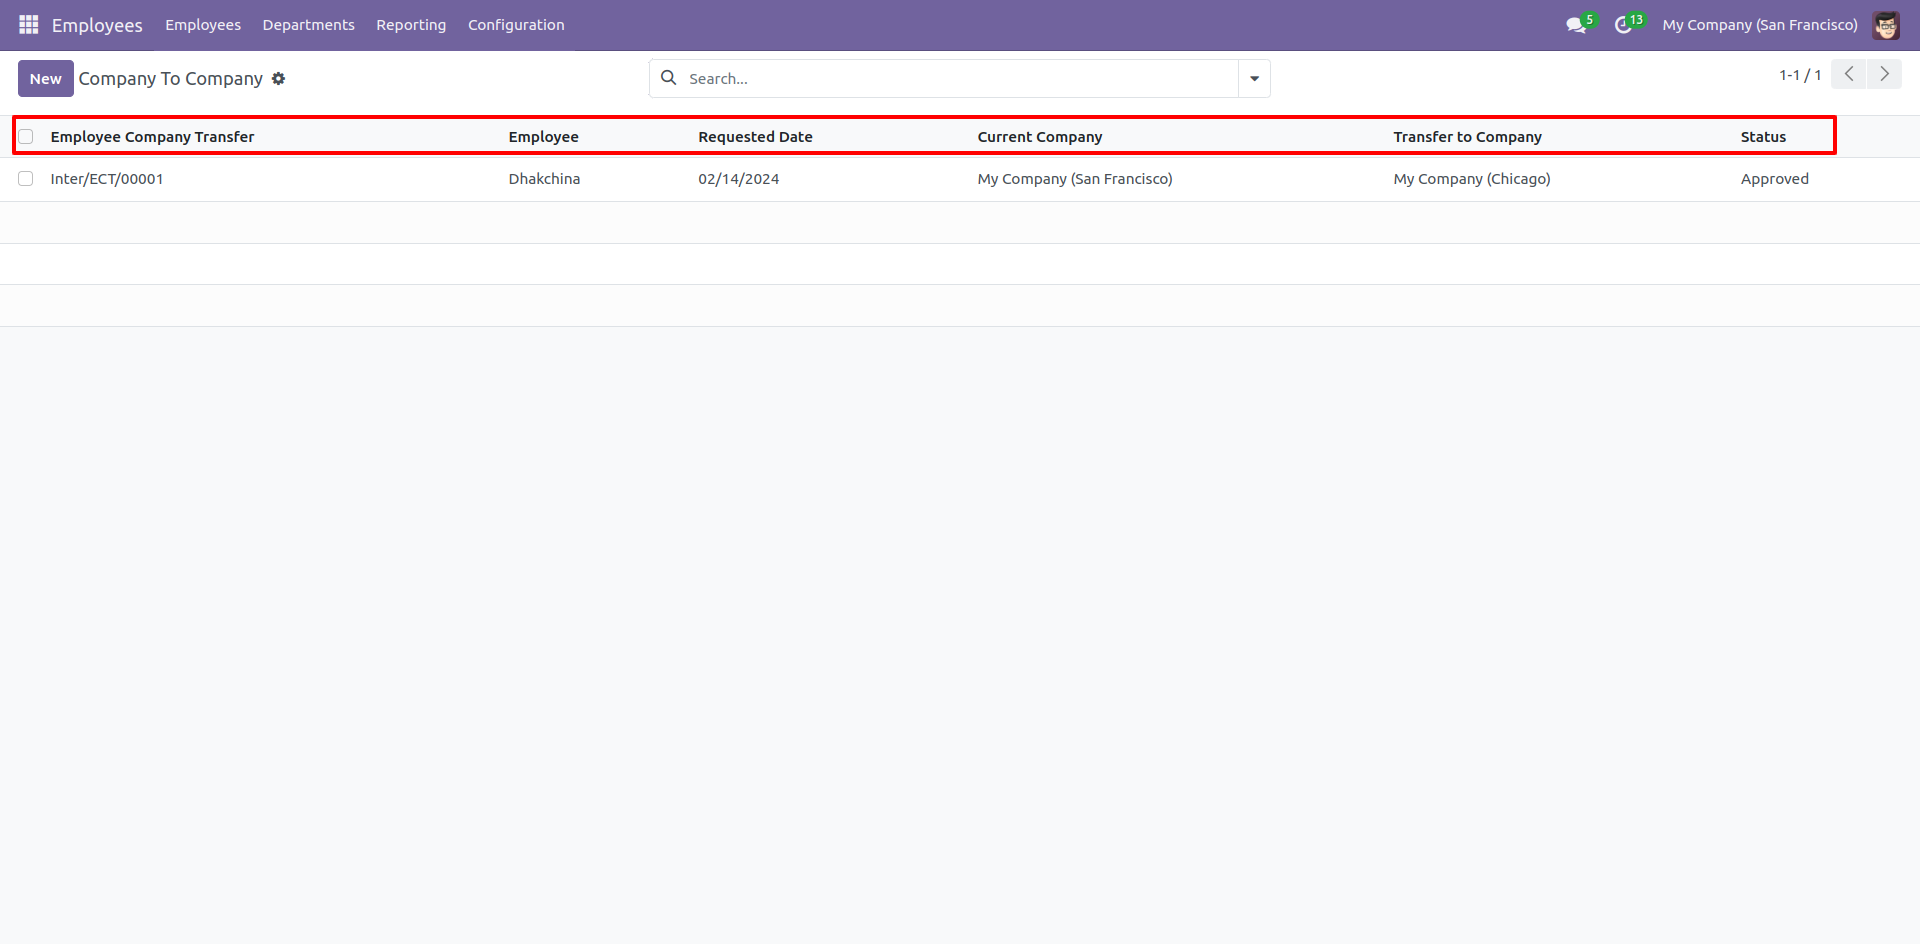 Employees Employees Departments Reporting Configuration 5 13 My Company (San Francisco)
New Company To Company Search... 1-1 / 1
Employee Company Transfer Employee Requested Date Current Company Transfer to Company Status
Inter/ECT/00001 Dhakchina 02/14/2024 My Company (San Francisco) My Company (Chicago) Approved